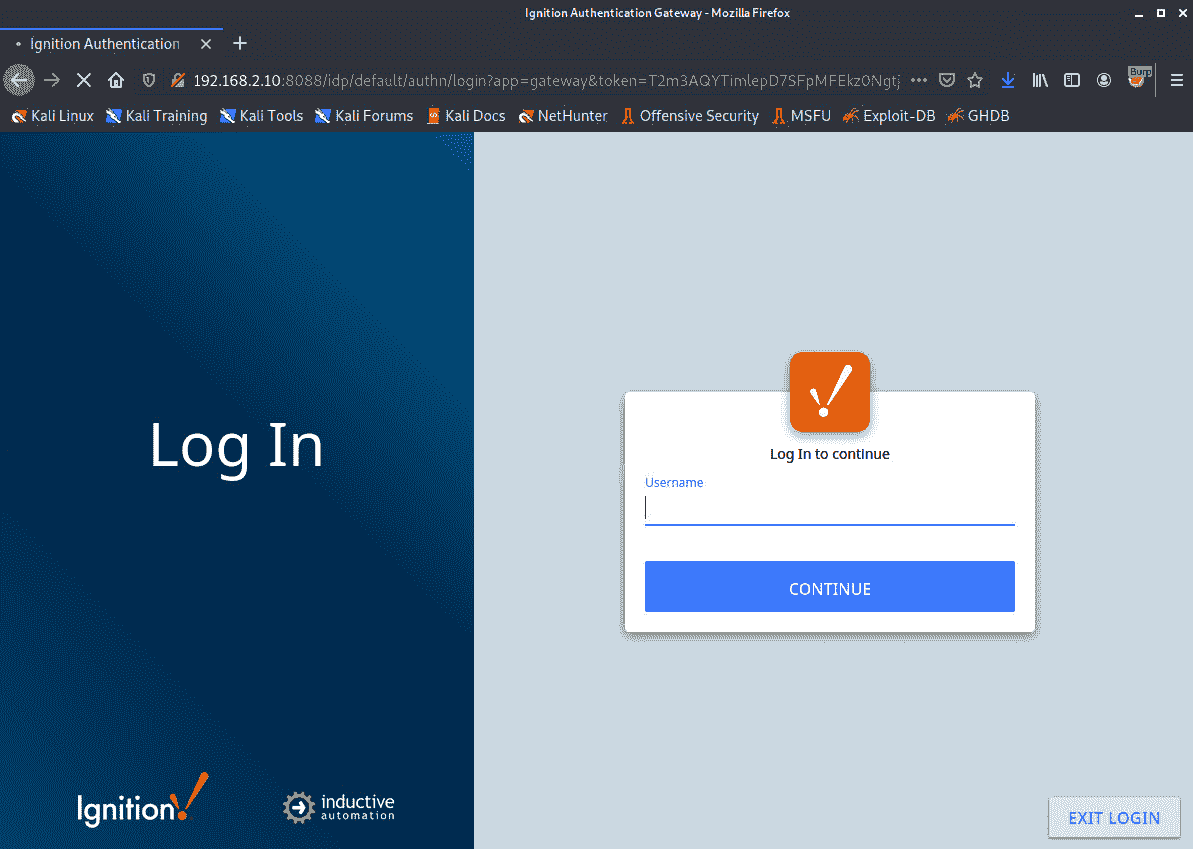 Ignition Authentication Gateway - Mozilla Firefox
Ignition Authentication
192.168.2.10:8088/idp/default/authn/login?app=gateway&token=T2m3AQYTimlepD7SFpMFEkz0Ngtj
Burp
Kali Linux Kali Training Kali Tools Kali Forums Kali Docs NetHunter Offensive Security MSFU Exploit-DB GHDB
Log In
Log In to continue
Username
CONTINUE
Ignition!
inductive
automation
EXIT LOGIN